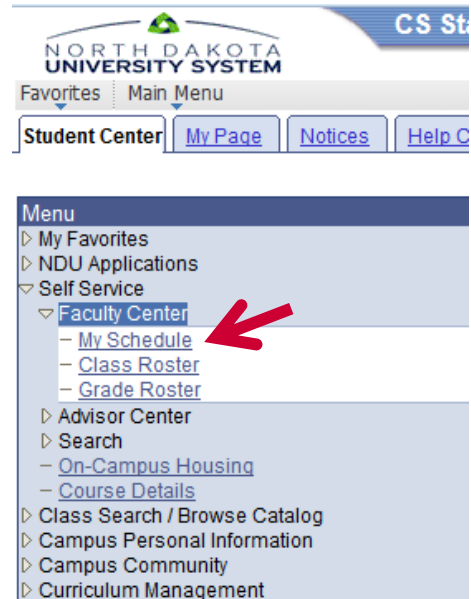 CS Sta
NORTH DAKOTA
UNIVERSITY SYSTEM
Favorites Main Menu
Student Center My Page Notices Help C
Menu
My Favorites
NDU Applications
Self Service
Faculty Center
– My Schedule
– Class Roster
– Grade Roster
Advisor Center
Search
– On-Campus Housing
– Course Details
Class Search / Browse Catalog
Campus Personal Information
Campus Community
Curriculum Management